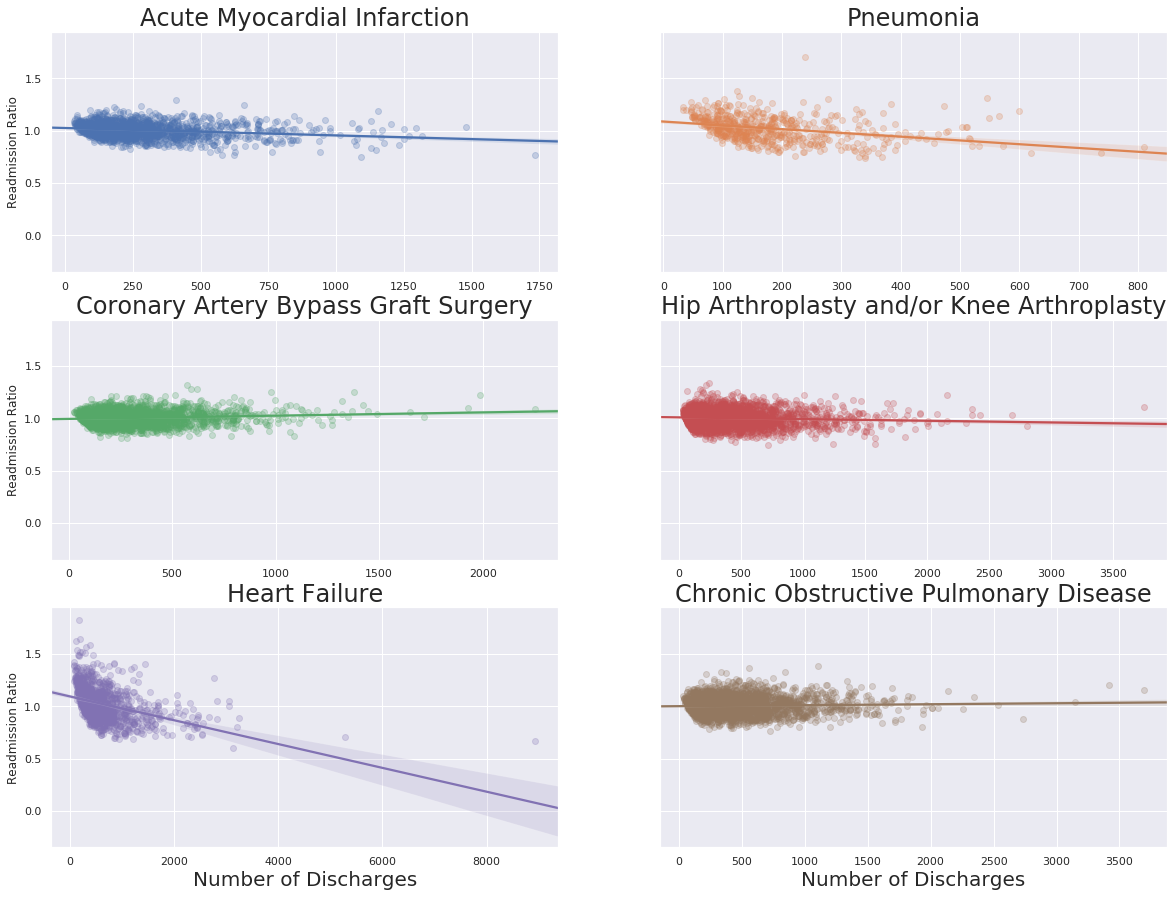 Acute Myocardial Infarction
Readmission Ratio
1.5
1.0
0.5
0.0
0 250 500 750 1000 1250 1500 1750
Pneumonia
0 100 200 300 400 500 600 700 800
Coronary Artery Bypass Graft Surgery
Readmission Ratio
1.5
1.0
0.5
0.0
0 500 1000 1500 2000
Hip Arthroplasty and/or Knee Arthroplasty
0 500 1000 1500 2000 2500 3000 3500
Heart Failure
Readmission Ratio
1.5
1.0
0.5
0.0
0 2000 4000 6000 8000
Number of Discharges
Chronic Obstructive Pulmonary Disease
0 500 1000 1500 2000 2500 3000 3500
Number of Discharges